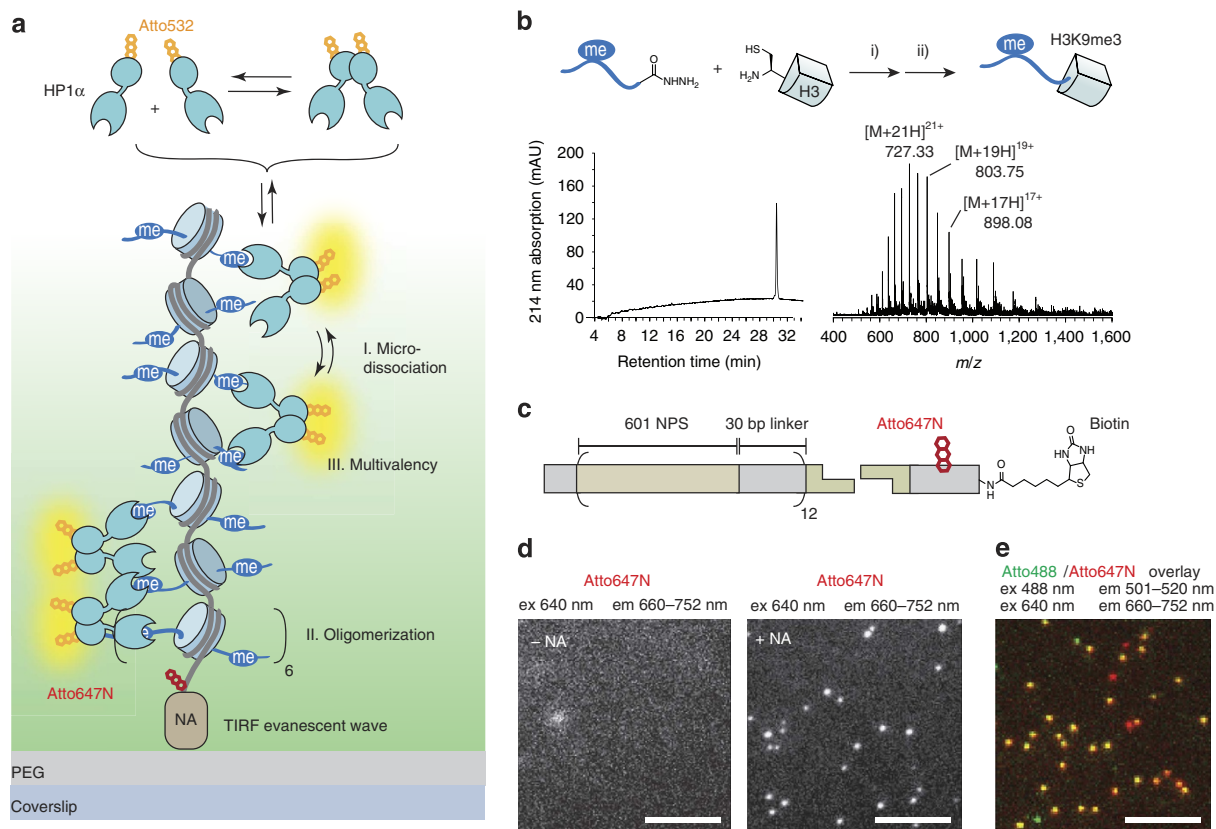 a
Atto532
HP1α
+
me
me
me
me
I. Micro-
dissociation
me
me
me
III. Multivalency
me
me
me
me
II. Oligomerization
me
6
Atto647N
NA
TIRF evanescent wave
PEG
Coverslip
b
me
O
NHNH2
+
HS
H2N
H3
i)
ii)
me
H3K9me3
214 nm absorption (mAU)
200
160
120
80
40
0
4 8 12 16 20 24 28 32
Retention time (min)
[M+21H]21+
727.33
[M+19H]19+
803.75
[M+17H]17+
898.08
400 600 800 1,000 1,200 1,400 1,600
m/z
c
601 NPS
30 bp linker
12
Atto647N
Biotin
O
N
H
O
HN
NH
S
d
Atto647N
ex 640 nm em 660–752 nm
– NA
Atto647N
ex 640 nm em 660–752 nm
+ NA
e
Atto488 /Atto647N overlay
ex 488 nm em 501–520 nm
ex 640 nm em 660–752 nm